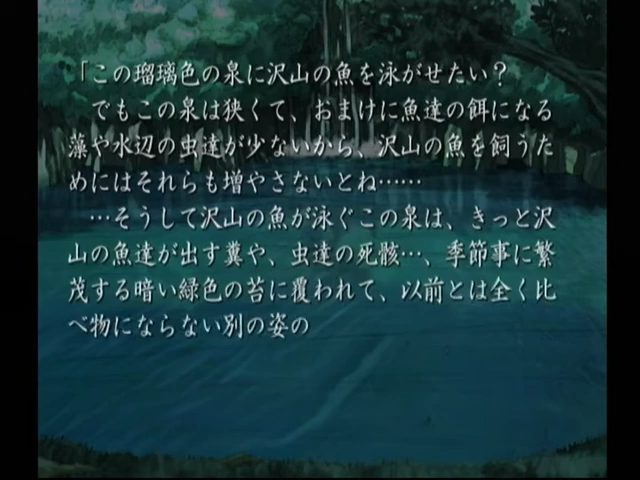 「この瑠璃色の泉に沢山の魚を泳がせたい？
でもこの泉は狭くて、おまけに魚達の餌になる
藻や水辺の虫達が少ないから、沢山の魚を飼うた
めにはそれらも増やさないとね……
…そうして沢山の魚が泳ぐこの泉は、きっと沢
山の魚達が出す糞や、虫達の死骸…、季節事に繁
茂する暗い緑色の苔に覆われて、以前とは全く比
べ物にならない別の姿の